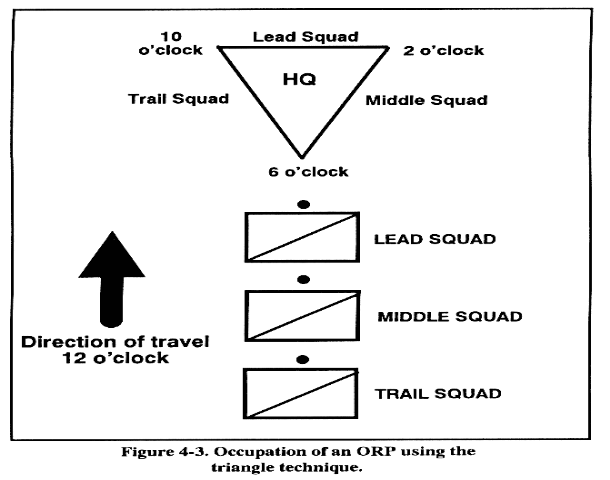 10
o'clock
Lead Squad
2 o'clock
HQ
Trail Squad
Middle Squad
6 o'clock
LEAD SQUAD
MIDDLE SQUAD
Direction of travel
12 o'clock
TRAIL SQUAD
Figure 4-3. Occupation of an ORP using the
triangle technique.